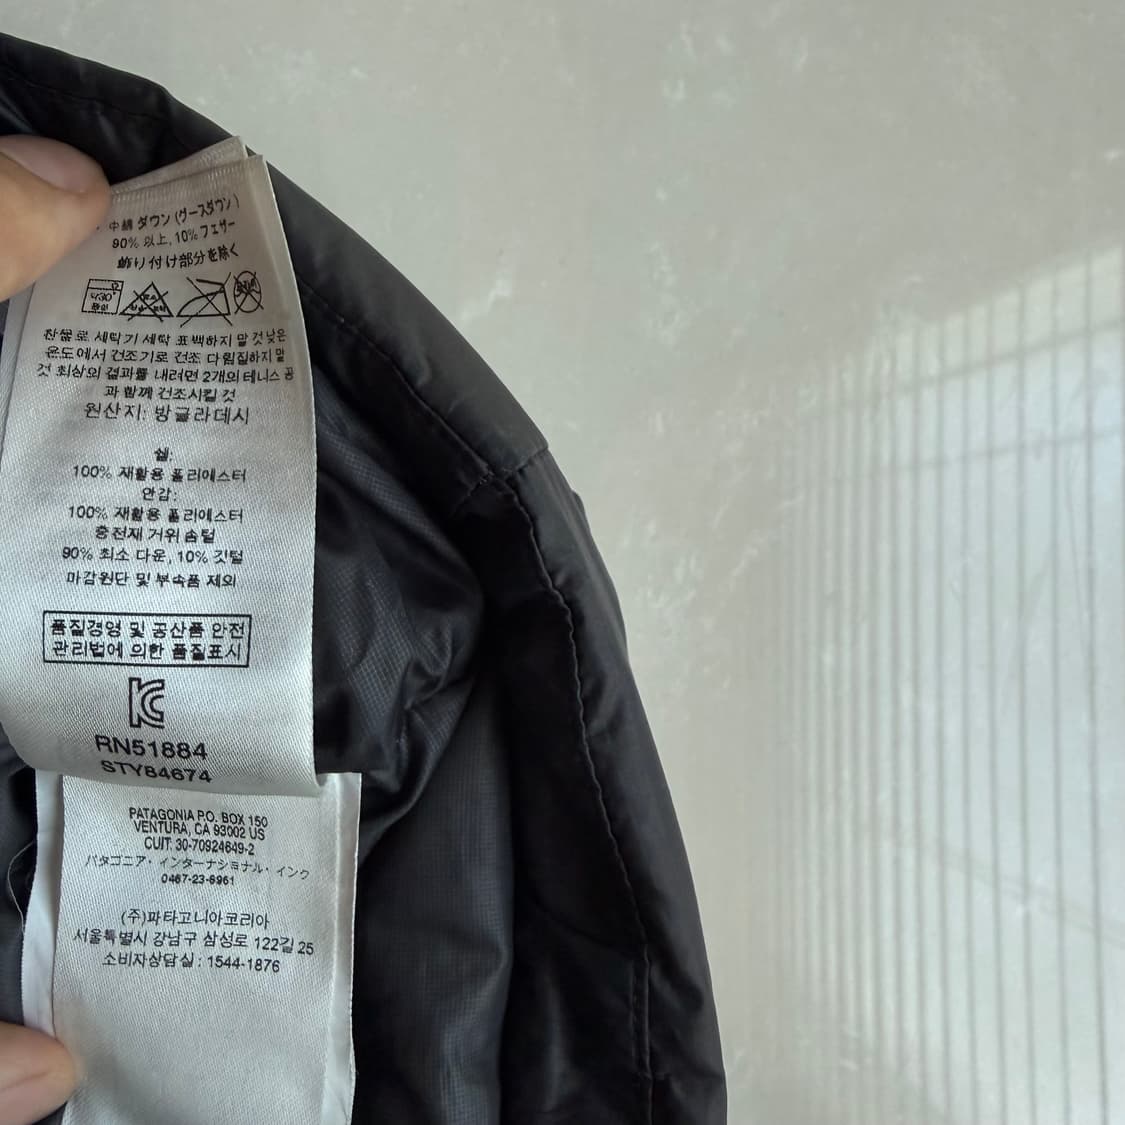 中綿 ダウン (グースダウン)
90% 以上, 10% フェザー
飾り付け部分を除く
찬물로 세탁기 세탁 표백하지 말 것 낮은
온도에서 건조기로 건조 다림질하지 말
것 최상의 결과를 내려면 2개의 테니스 공
과 함께 건조시킬 것
원산지: 방글라데시
쉘:
100% 재활용 폴리에스터
안감:
100% 재활용 폴리에스터
충전재 거위 솜털
90% 최소 다운, 10% 깃털
마감원단 및 부속품 제외
품질경영 및 공산품 안전
관리법에 의한 품질표시
RN51884
STY84674
PATAGONIA P.O. BOX 150
VENTURA, CA 93002 US
CUIT: 30-70924649-2
パタゴニア・インターナショナル・インク
0467-23-8961
(주)파타고니아코리아
서울특별시 강남구 삼성로 122길 25
소비자상담실 : 1544-1876